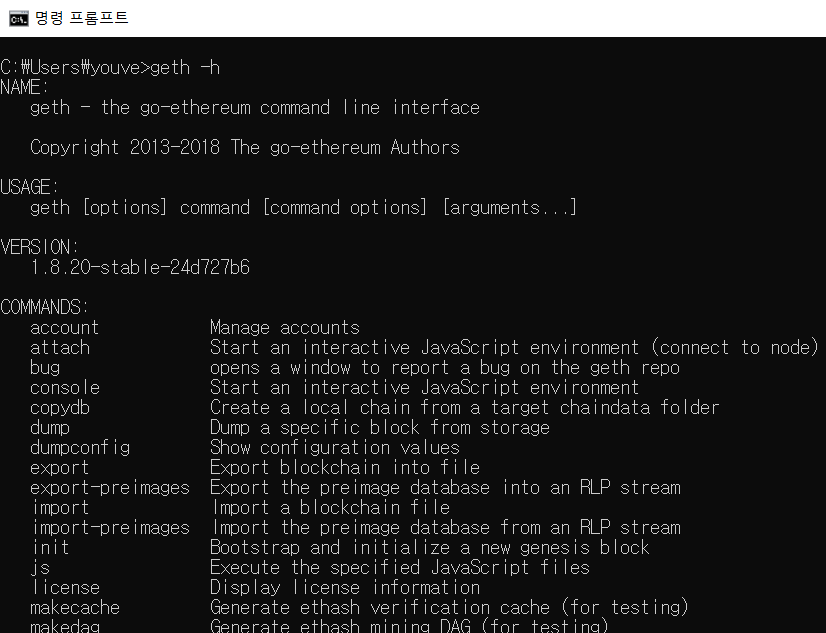 명령 프롬프트
C:₩Users₩youve>geth -h
NAME:
geth - the go-ethereum command line interface
Copyright 2013-2018 The go-ethereum Authors
USAGE:
geth [options] command [command options] [arguments...]
VERSION:
1.8.20-stable-24d727b6
COMMANDS:
account Manage accounts
attach Start an interactive JavaScript environment (connect to node)
bug opens a window to report a bug on the geth repo
console Start an interactive JavaScript environment
copydb Create a local chain from a target chaindata folder
dump Dump a specific block from storage
dumpconfig Show configuration values
export Export blockchain into file
export-preimages Export the preimage database into an RLP stream
import Import a blockchain file
import-preimages Import the preimage database from an RLP stream
init Bootstrap and initialize a new genesis block
js Execute the specified JavaScript files
license Display license information
makecache Generate ethash verification cache (for testing)
makedag Generate ethash mining DAG (for testing)